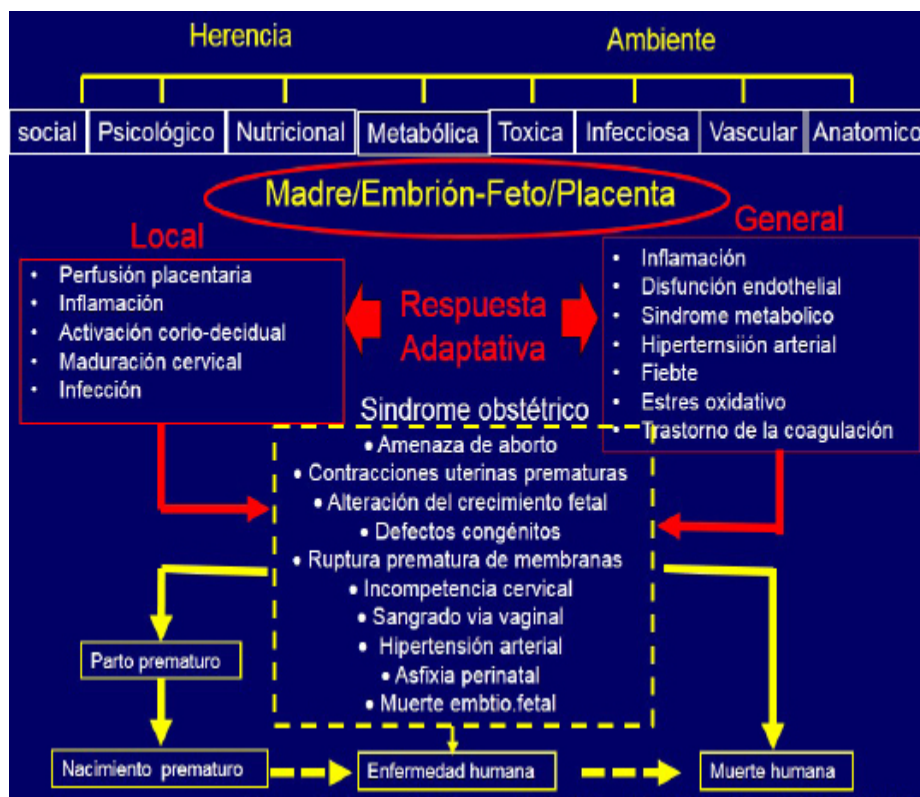 Herencia
Ambiente
social
Psicológico
Nutricional
Metabólica
Toxica
Infecciosa
Vascular
Anatomico
Madre/Embrión-Feto/Placenta
Local
• Perfusión placentaria
• Inflamación
• Activación corio-decidual
• Maduración cervical
• Infección
Respuesta
Adaptativa
General
• Inflamación
• Disfunción endothelial
• Sindrome metabolico
• Hiperternsiión arterial
• Fiebte
• Estres oxidativo
• Trastorno de la coagulación
Sindrome obstétrico
• Amenaza de aborto
• Contracciones uterinas prematuras
• Alteración del crecimiento fetal
• Defectos congénitos
• Ruptura prematura de membranas
• Incompetencia cervical
• Sangrado via vaginal
• Hipertensión arterial
• Asfixia perinatal
• Muerte embtio.fetal
Parto prematuro
Nacimiento prematuro
Enfermedad humana
Muerte humana